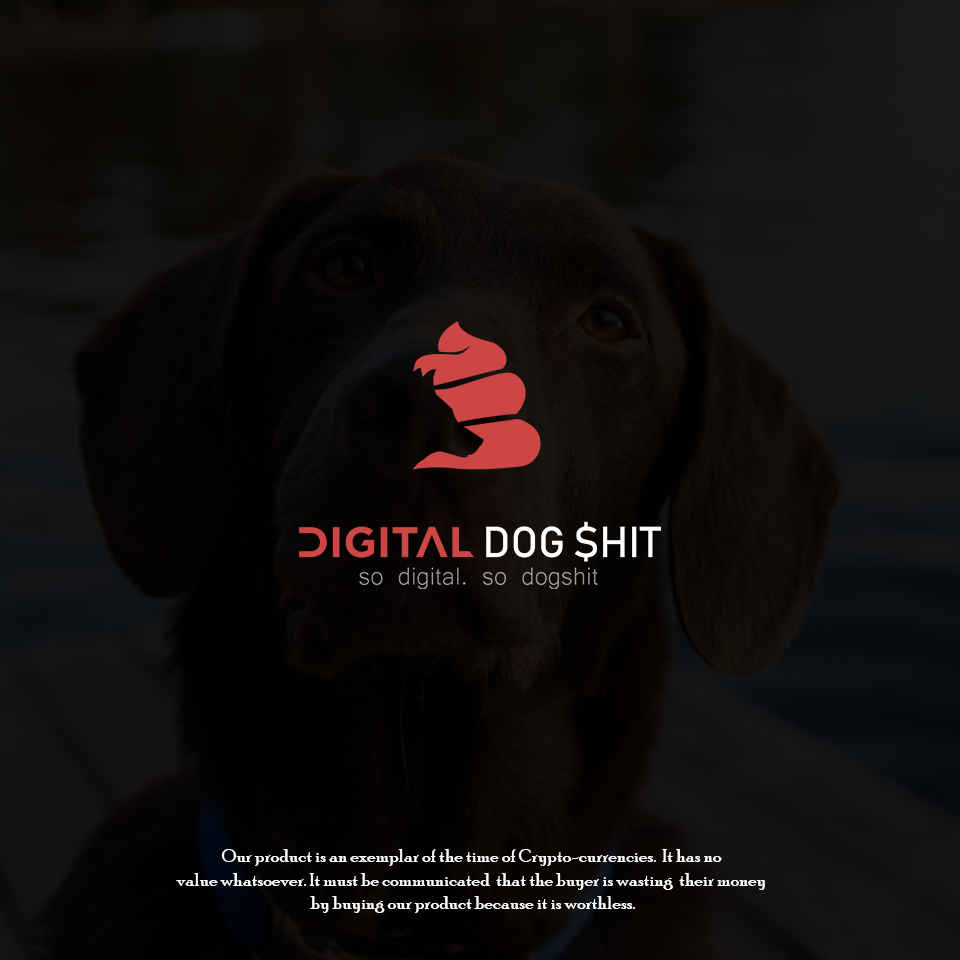 DIGITAL DOG $HIT
so digital. so dogshit
Our product is an exemplar of the time of Crypto-currencies. It has no
value whatsoever. It must be communicated that the buyer is wasting their money
by buying our product because it is worthless.